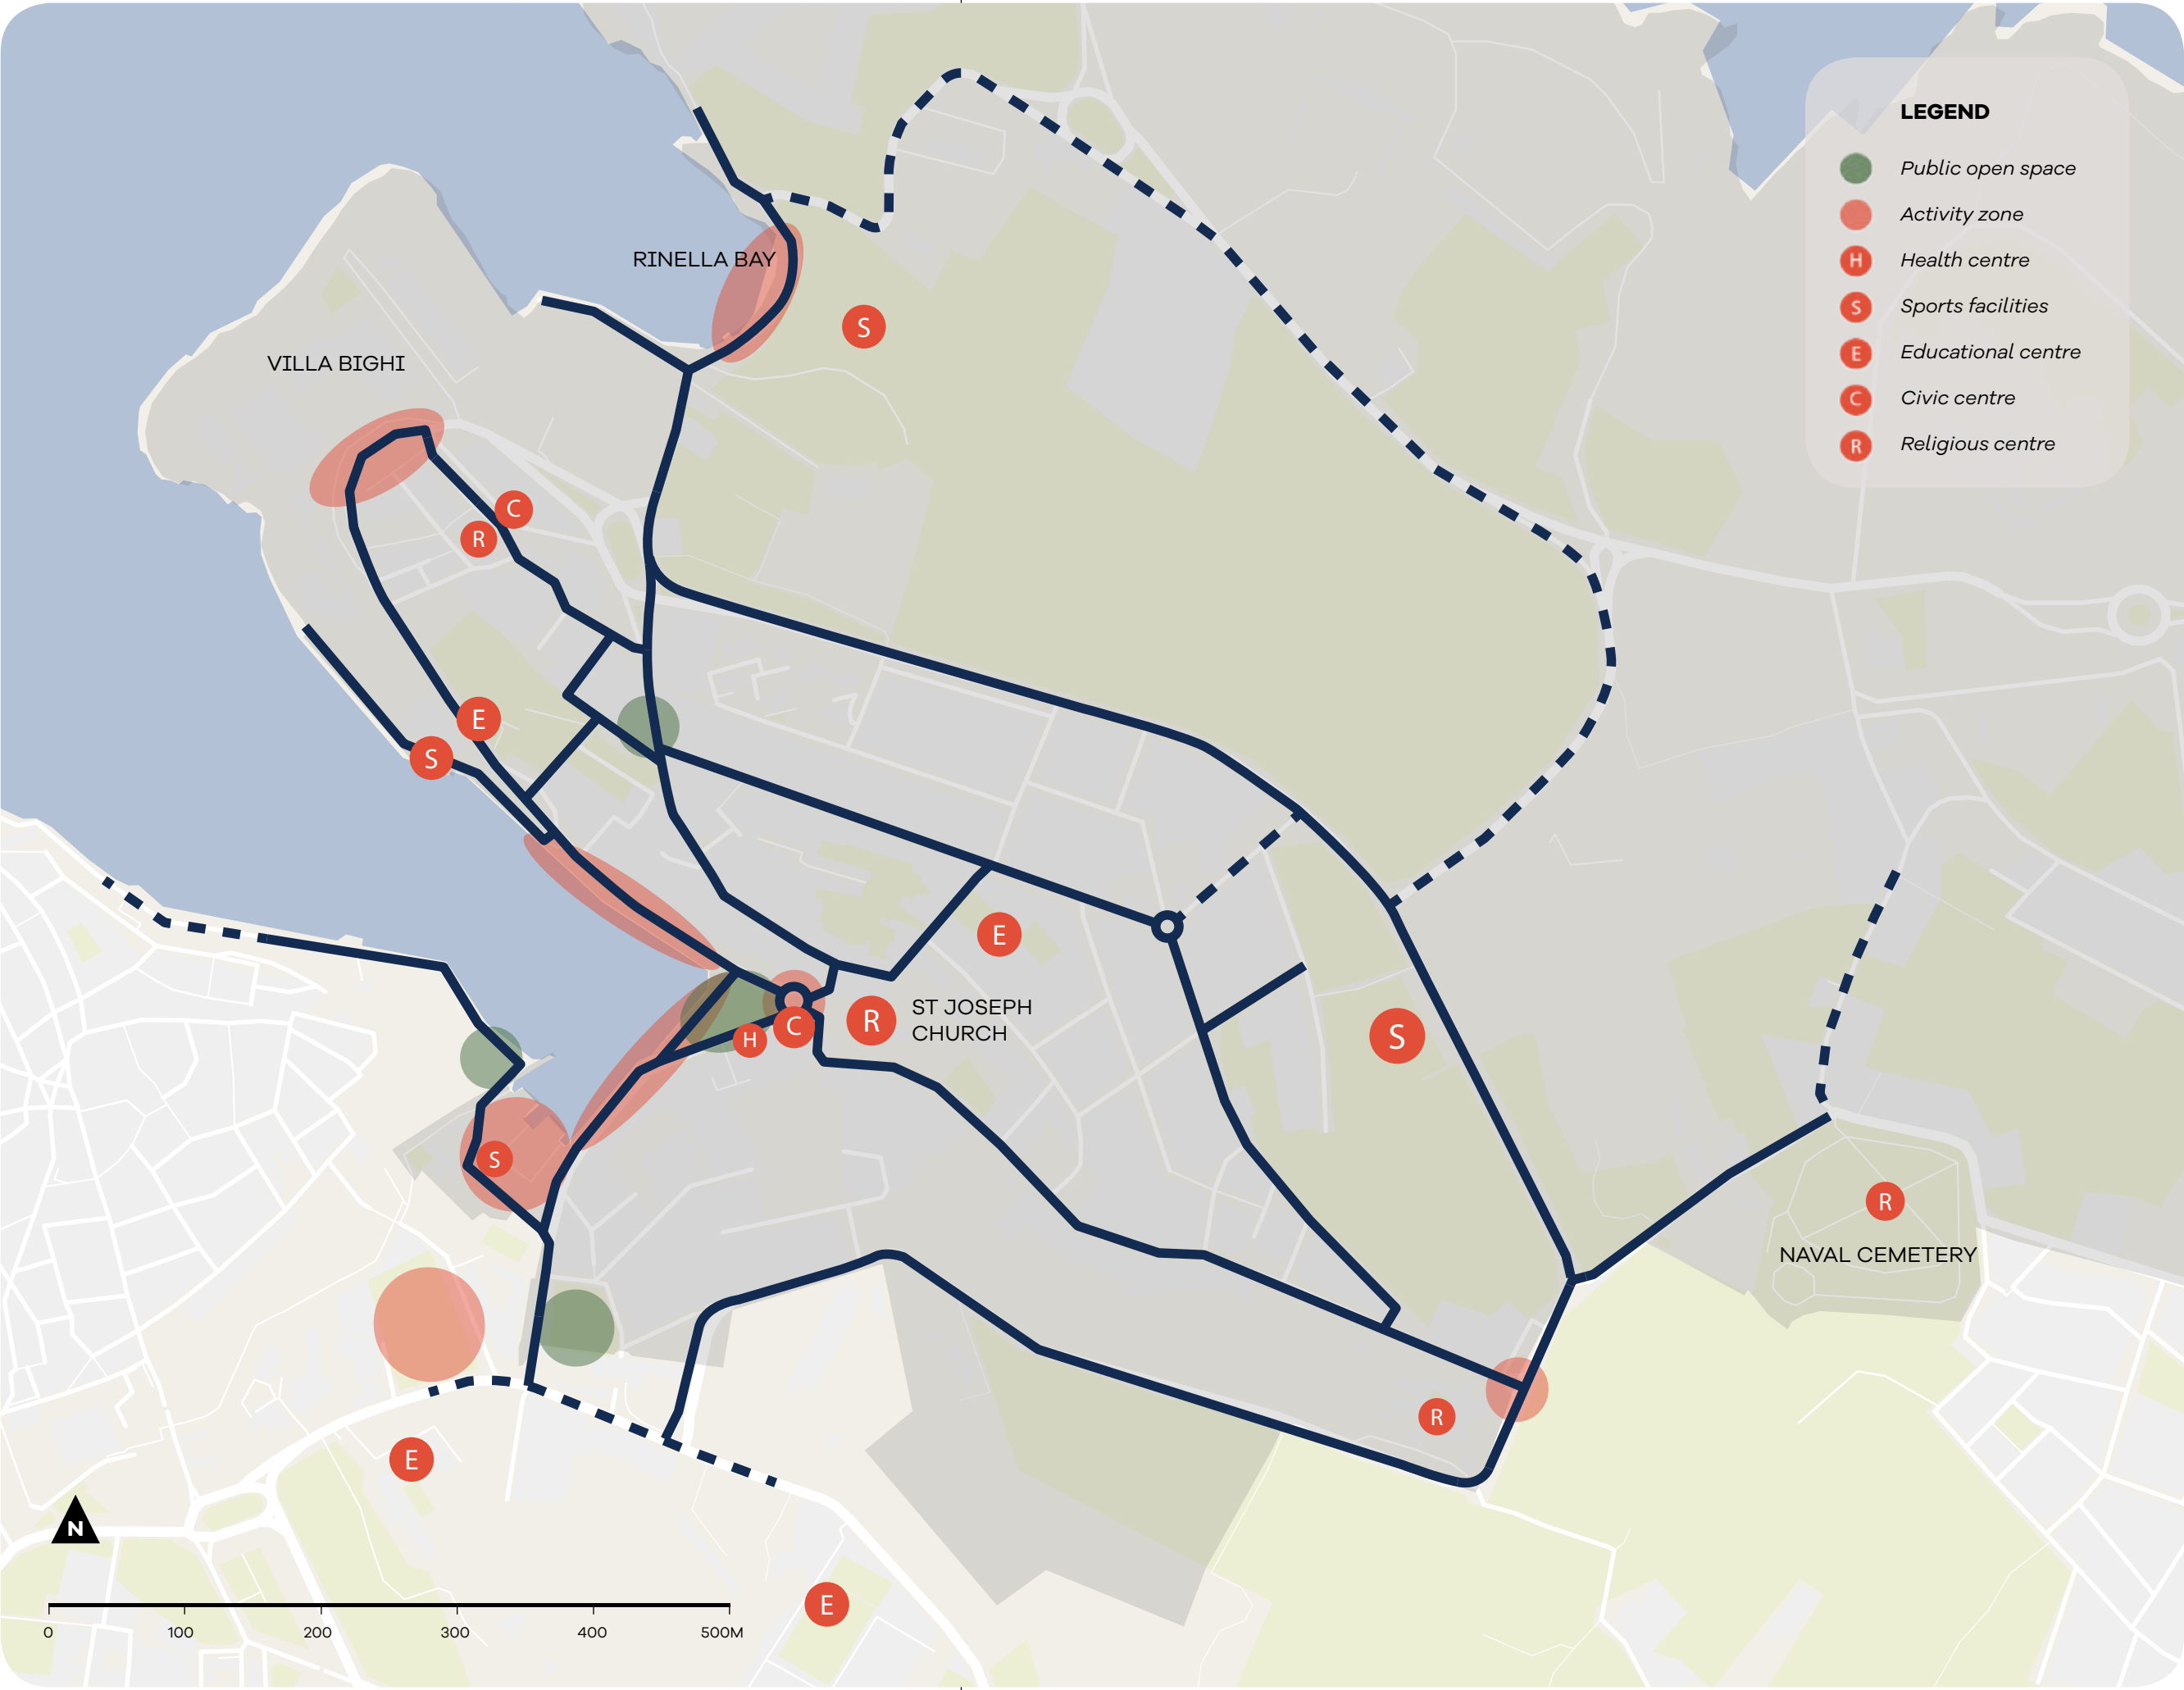 LEGEND
Public open space
Activity zone
H Health centre
S Sports facilities
E Educational centre
C Civic centre
R Religious centre
RINELLA BAY
S
VILLA BIGHI
C
R
E
S
E
R
ST JOSEPH
CHURCH
H
C
S
S
R
NAVAL CEMETERY
R
E
N
E
0
100
200
300
400
500M